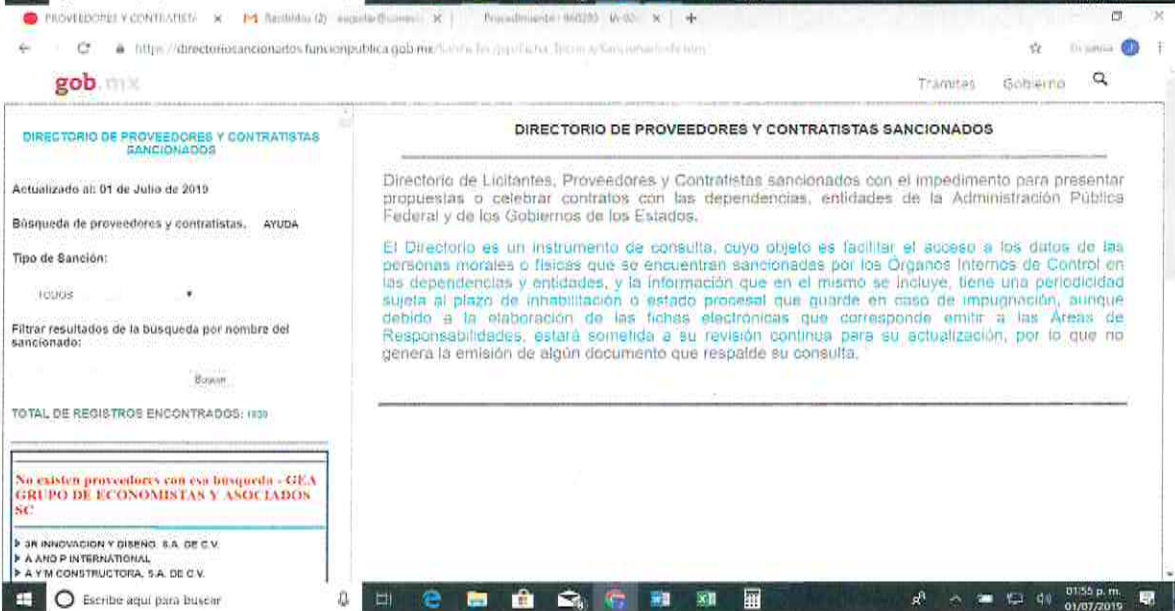 PROVEEDORES Y CONTRATISTA
Recibidos (2)
https://directoriosancionados.funcionpublica.gob.mx/
En pausa
gob.mx
Trámites Gobierno
DIRECTORIO DE PROVEEDORES Y CONTRATISTAS
SANCIONADOS
Actualizado al: 01 de Julio de 2019
Búsqueda de proveedores y contratistas. AYUDA
Tipo de Sanción:
TODOS
Filtrar resultados de la búsqueda por nombre del
sancionado:
Buscar
TOTAL DE REGISTROS ENCONTRADOS:
No existen proveedores con esa búsqueda - GEA
GRUPO DE ECONOMISTAS Y ASOCIADOS
SC
3R INNOVACION Y DISEÑO, S.A. DE C.V.
A AND P INTERNATIONAL
A Y M CONSTRUCTORA, S.A. DE C.V.
DIRECTORIO DE PROVEEDORES Y CONTRATISTAS SANCIONADOS
Directorio de Licitantes, Proveedores y Contratistas sancionados con el impedimento para presentar
propuestas o celebrar contratos con las dependencias, entidades de la Administración Pública
Federal y de los Gobiernos de los Estados.
El Directorio es un instrumento de consulta, cuyo objeto es facilitar el acceso a los datos de las
personas morales o físicas que se encuentran sancionadas por los Órganos Internos de Control en
las dependencias y entidades, y la información que en el mismo se incluye, tiene una periodicidad
sujeta al plazo de inhabilitación o estado procesal que guarde en caso de impugnación, aunque
debido a la elaboración de las fichas electrónicas que corresponde emitir a las Áreas de
Responsabilidades, estará sometida a su revisión continua para su actualización, por lo que no
genera la emisión de algún documento que respalde su consulta.
Escribe aquí para buscar
01:55 p. m.
01/07/2019